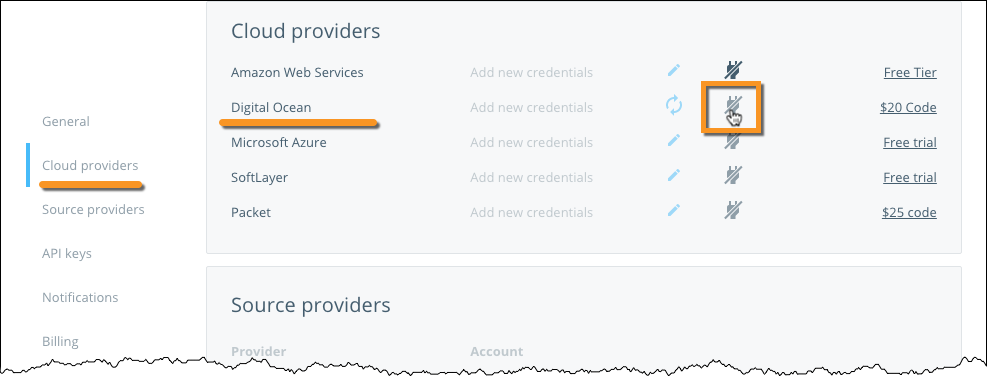 Cloud providers
Amazon Web Services Add new credentials Free Tier
Digital Ocean Add new credentials $20 Code
Microsoft Azure Add new credentials Free trial
SoftLayer Add new credentials Free trial
Packet Add new credentials $25 code
General
Cloud providers
Source providers
API keys
Notifications
Billing
Source providers
Provider Account